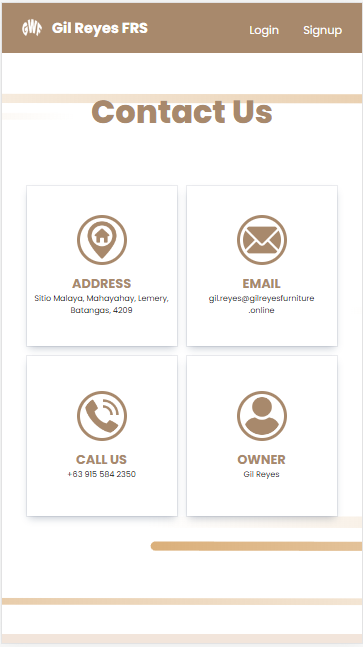 GWF Gil Reyes FRS Login Signup
Contact Us
ADDRESS
Sitio Malaya, Mahayahay, Lemery,
Batangas, 4209
EMAIL
gil.reyes@gilreyesfurniture
.online
CALL US
+63 915 584 2350
OWNER
Gil Reyes